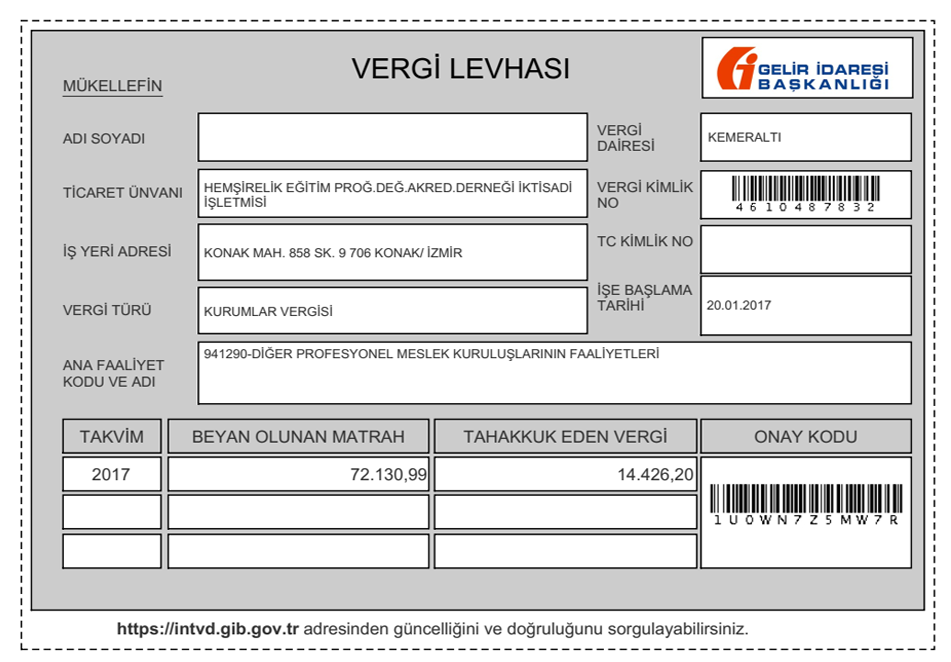 VERGİ LEVHASI
GELİR İDARESİ
BAŞKANLIĞI
MÜKELLEFİN
ADI SOYADI
VERGİ
DAİRESİ
KEMERALTI
TİCARET ÜNVANI
HEMŞİRELİK EĞİTİM PROĞ.DEĞ.AKRED.DERNEĞİ İKTİSADİ
İŞLETMİSİ
VERGİ KİMLİK
NO
4610487832
İŞ YERİ ADRESİ
KONAK MAH. 858 SK. 9 706 KONAK/ İZMİR
TC KİMLİK NO
VERGİ TÜRÜ
KURUMLAR VERGİSİ
İŞE BAŞLAMA
TARİHİ
20.01.2017
ANA FAALİYET
KODU VE ADI
941290-DİĞER PROFESYONEL MESLEK KURULUŞLARININ FAALİYETLERİ
TAKVİM
BEYAN OLUNAN MATRAH
TAHAKKUK EDEN VERGİ
ONAY KODU
2017
72.130,99
14.426,20
1U0WN7Z5MW7R
https://intvd.gib.gov.tr adresinden güncelliğini ve doğruluğunu sorgulayabilirsiniz.